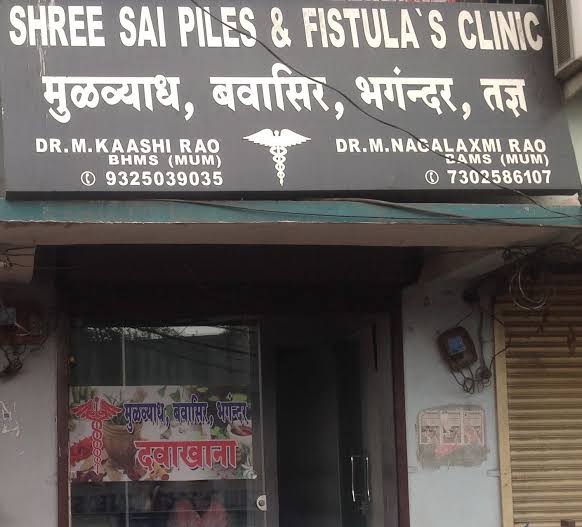 SHREE SAI PILES & FISTULA`S CLINIC
मुळव्याध, बवासिर, भगंन्दर, तज्ञ
DR.M.KAASHI RAO
BHMS (MUM)
✆ 9325039035
DR.M.NAGALAXMI RAO
BAMS (MUM)
✆ 7302586107
मुळव्याध, बवासिर, भगंन्दर
दवाखाना